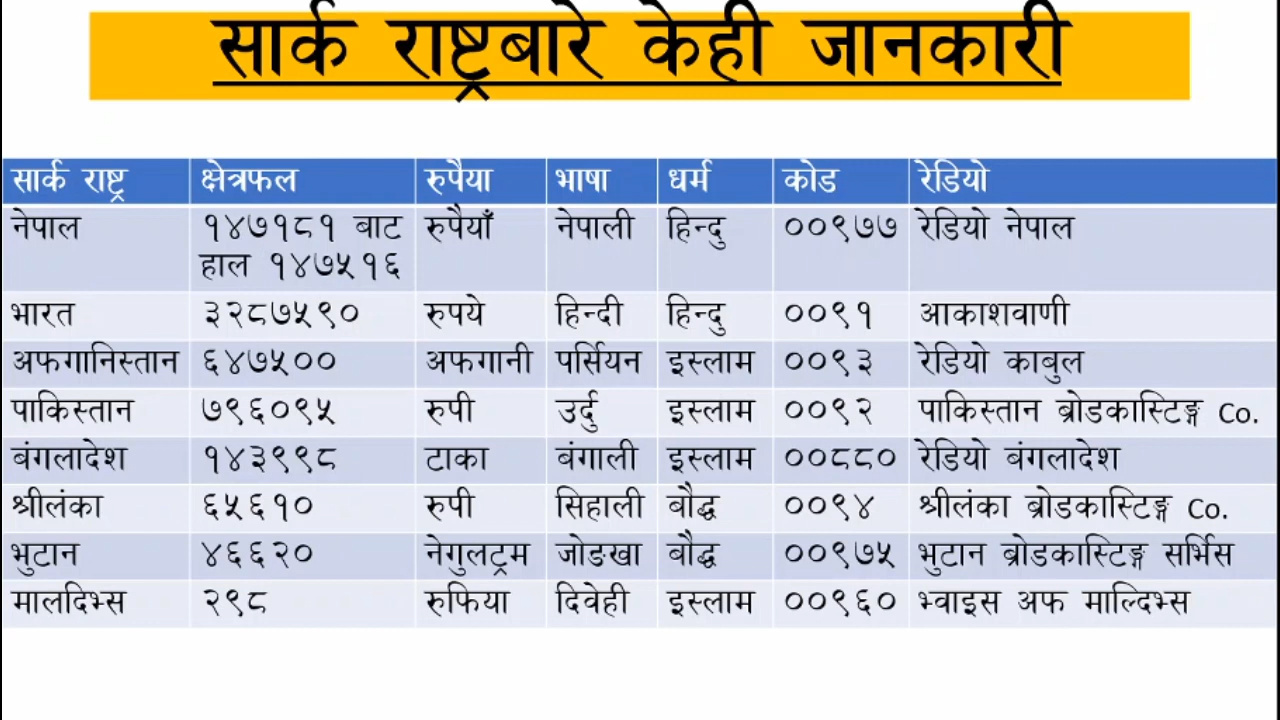 सार्क राष्ट्रबारे केही जानकारी
सार्क राष्ट्र क्षेत्रफल रुपैया भाषा धर्म कोड रेडियो
नेपाल १४७१८१ बाट हाल १४७५१६ रुपैयाँ नेपाली हिन्दु ००९७७ रेडियो नेपाल
भारत ३२८७५९० रुपये हिन्दी हिन्दु ००९१ आकाशवाणी
अफगानिस्तान ६४७५०० अफगानी पर्सियन इस्लाम ००९३ रेडियो काबुल
पाकिस्तान ७९६०९५ रुपी उर्दु इस्लाम ००९२ पाकिस्तान ब्रोडकास्टिङ्ग Co.
बंगलादेश १४३९९८ टाका बंगाली इस्लाम ००८८० रेडियो बंगलादेश
श्रीलंका ६५६१० रुपी सिहाली बौद्ध ००९४ श्रीलंका ब्रोडकास्टिङ्ग Co.
भुटान ४६६२० नेगुलट्रम जोङखा बौद्ध ००९७५ भुटान ब्रोडकास्टिङ्ग सर्भिस
मालदिभ्स २९८ रुफिया दिवेही इस्लाम ००९६० भ्वाइस अफ माल्दिभ्स